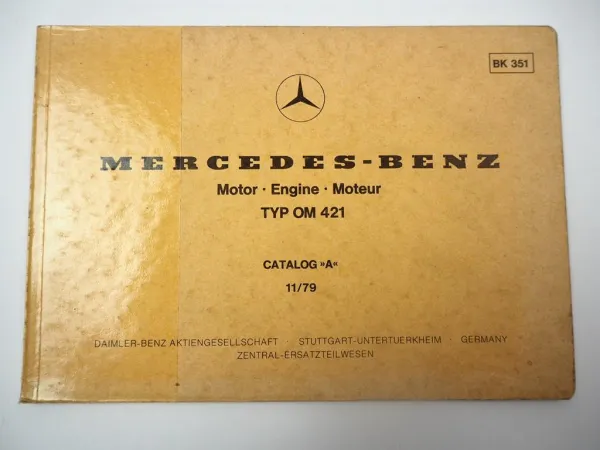 BK 351
MERCEDES-BENZ
Motor · Engine · Moteur
TYP OM 421
CATALOG »A«
11/79
DAIMLER-BENZ AKTIENGESELLSCHAFT · STUTTGART-UNTERTUERKHEIM · GERMANY
ZENTRAL-ERSATZTEILWESEN